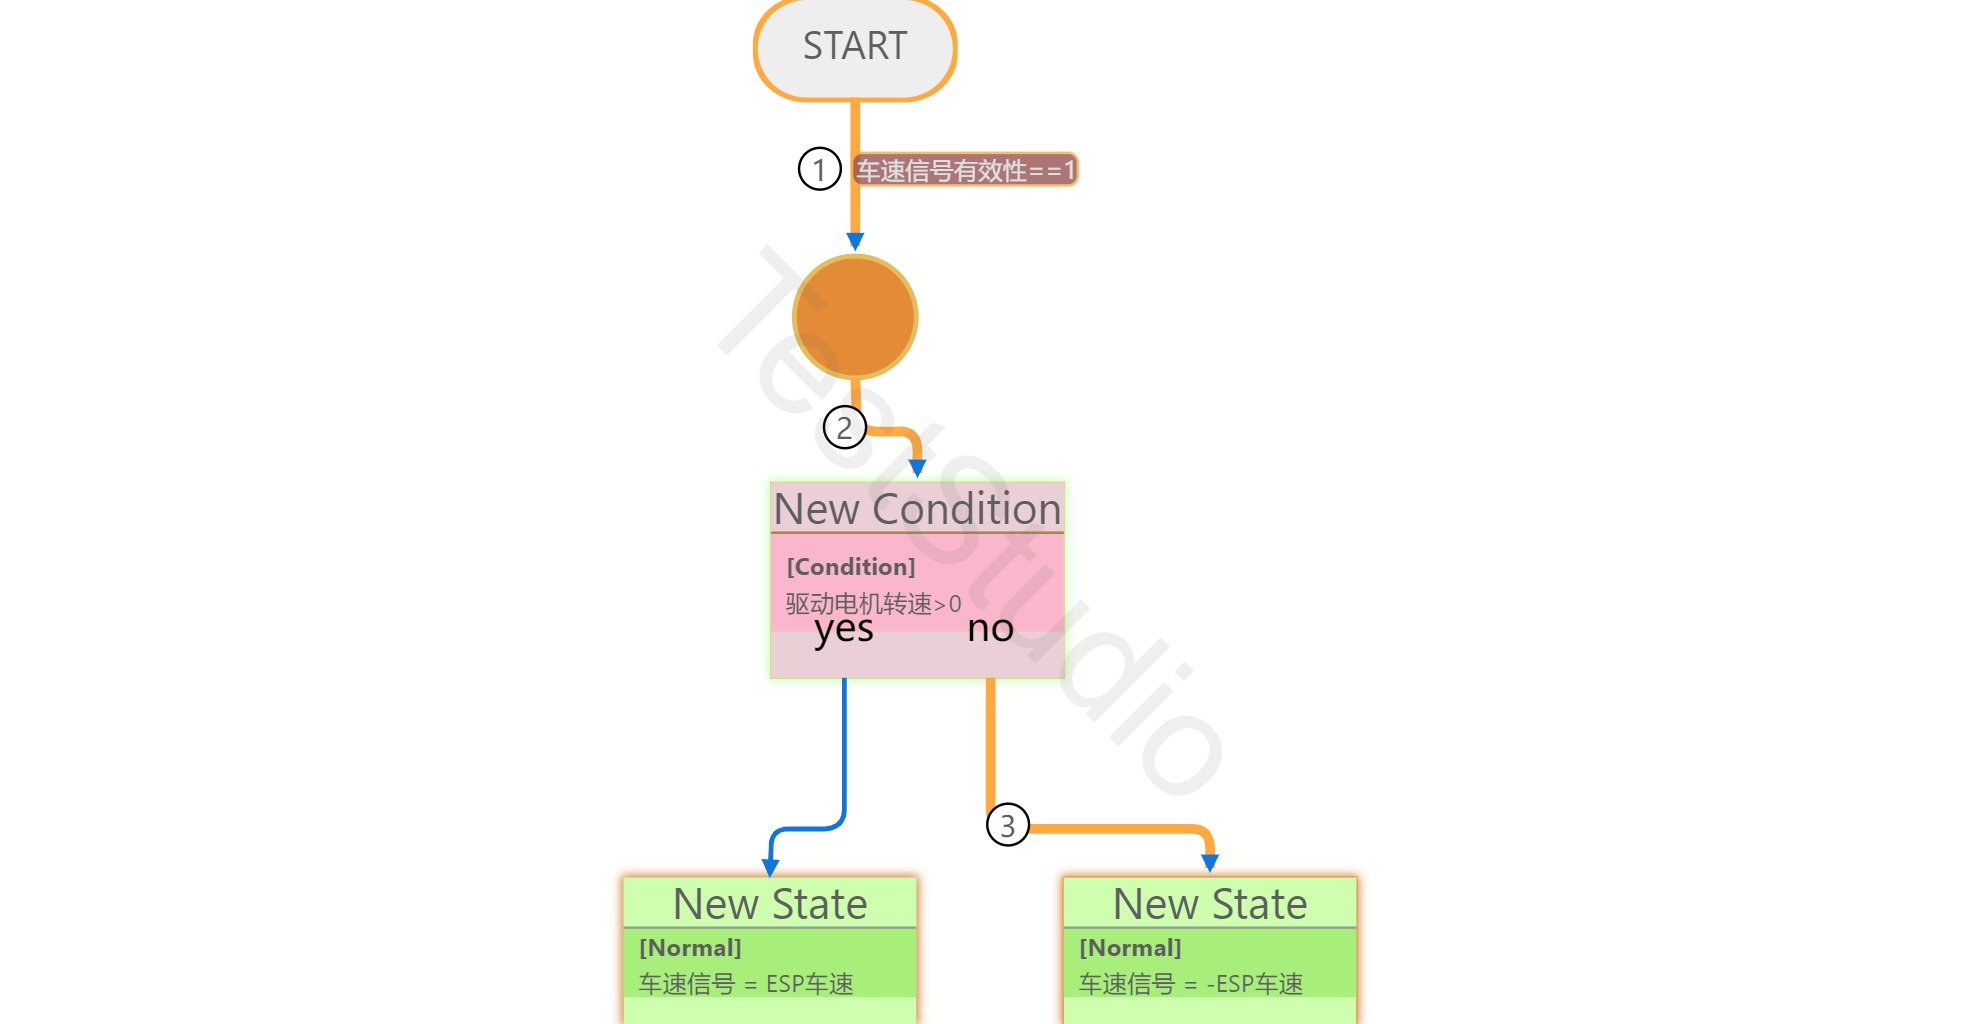 START
1
车速信号有效性==1
2
New Condition
[Condition]
驱动电机转速>0
yes
no
3
New State
[Normal]
车速信号 = ESP车速
New State
[Normal]
车速信号 = -ESP车速
TestStudio